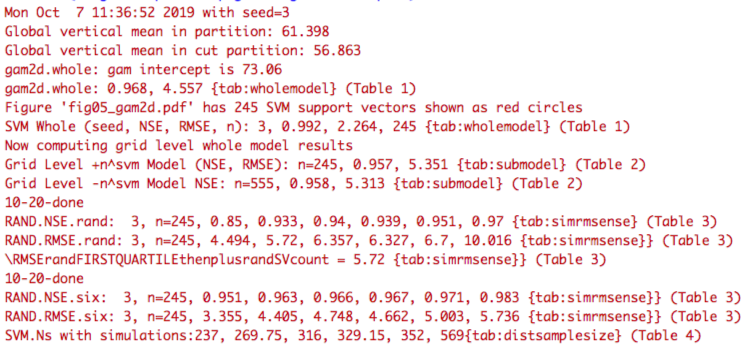 Mon Oct  7 11:36:52 2019 with seed=3
Global vertical mean in partition: 61.398
Global vertical mean in cut partition: 56.863
gam2d.whole: gam intercept is 73.06
gam2d.whole: 0.968, 4.557 {tab:wholemodel} (Table 1)
Figure 'fig05_gam2d.pdf' has 245 SVM support vectors shown as red circles
SVM Whole (seed, NSE, RMSE, n): 3, 0.992, 2.264, 245 {tab:wholemodel} (Table 1)
Now computing grid level whole model results
Grid Level +n^svm Model (NSE, RMSE): n=245, 0.957, 5.351 {tab:submodel} (Table 2)
Grid Level -n^svm Model NSE: n=555, 0.958, 5.313 {tab:submodel} (Table 2)
10-20-done
RAND.NSE.rand:  3, n=245, 0.85, 0.933, 0.94, 0.939, 0.951, 0.97 {tab:simrmsense} (Table 3)
RAND.RMSE.rand: 3, n=245, 4.494, 5.72, 6.357, 6.327, 6.7, 10.016 {tab:simrmsense}} (Table 3)
\RMSErandFIRSTQUARTILEthenplusrandSVcount = 5.72 {tab:simrmsense}} (Table 3)
10-20-done
RAND.NSE.six:  3, n=245, 0.951, 0.963, 0.966, 0.967, 0.971, 0.983 {tab:simrmsense}} (Table 3)
RAND.RMSE.six: 3, n=245, 3.355, 4.405, 4.748, 4.662, 5.003, 5.736 {tab:simrmsense}} (Table 3)
SVM.Ns with simulations:237, 269.75, 316, 329.15, 352, 569{tab:distsamplesize} (Table 4)